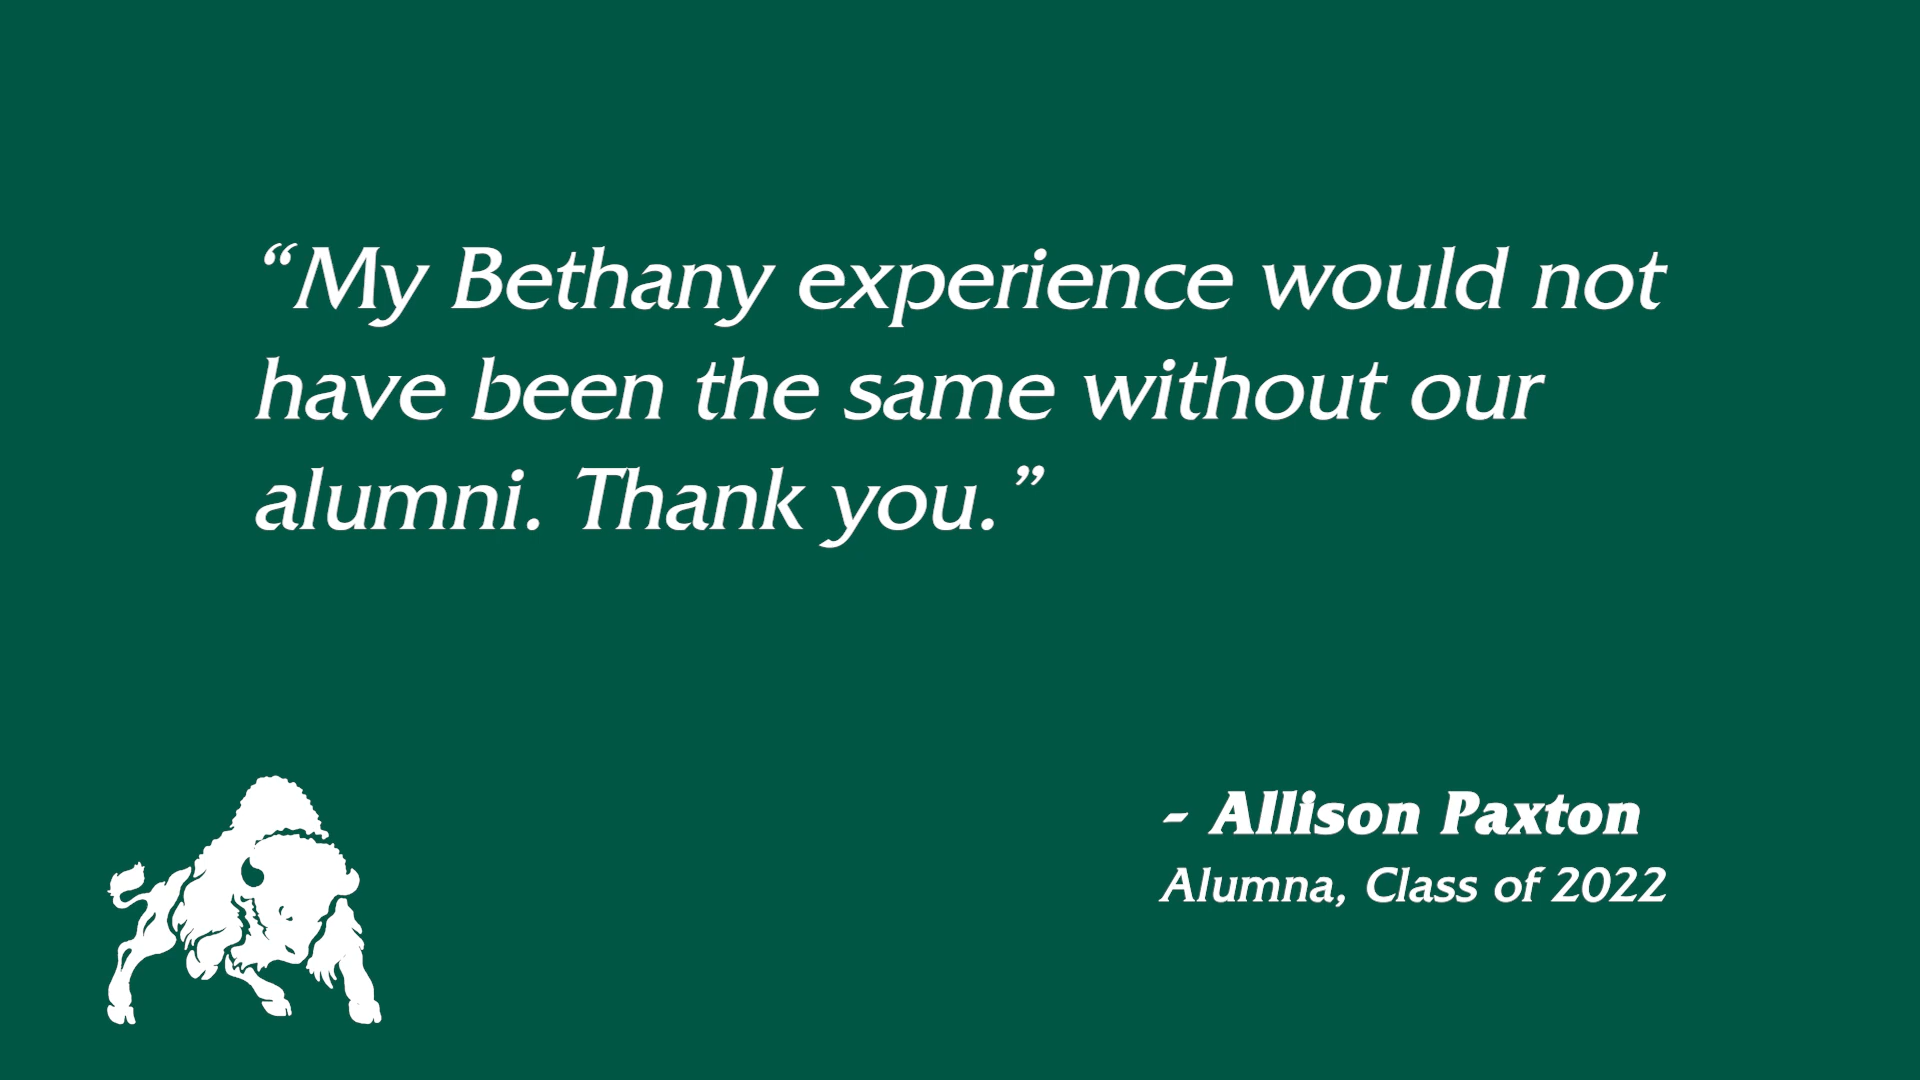 “My Bethany experience would not
have been the same without our
alumni. Thank you.”
- Allison Paxton
Alumna, Class of 2022